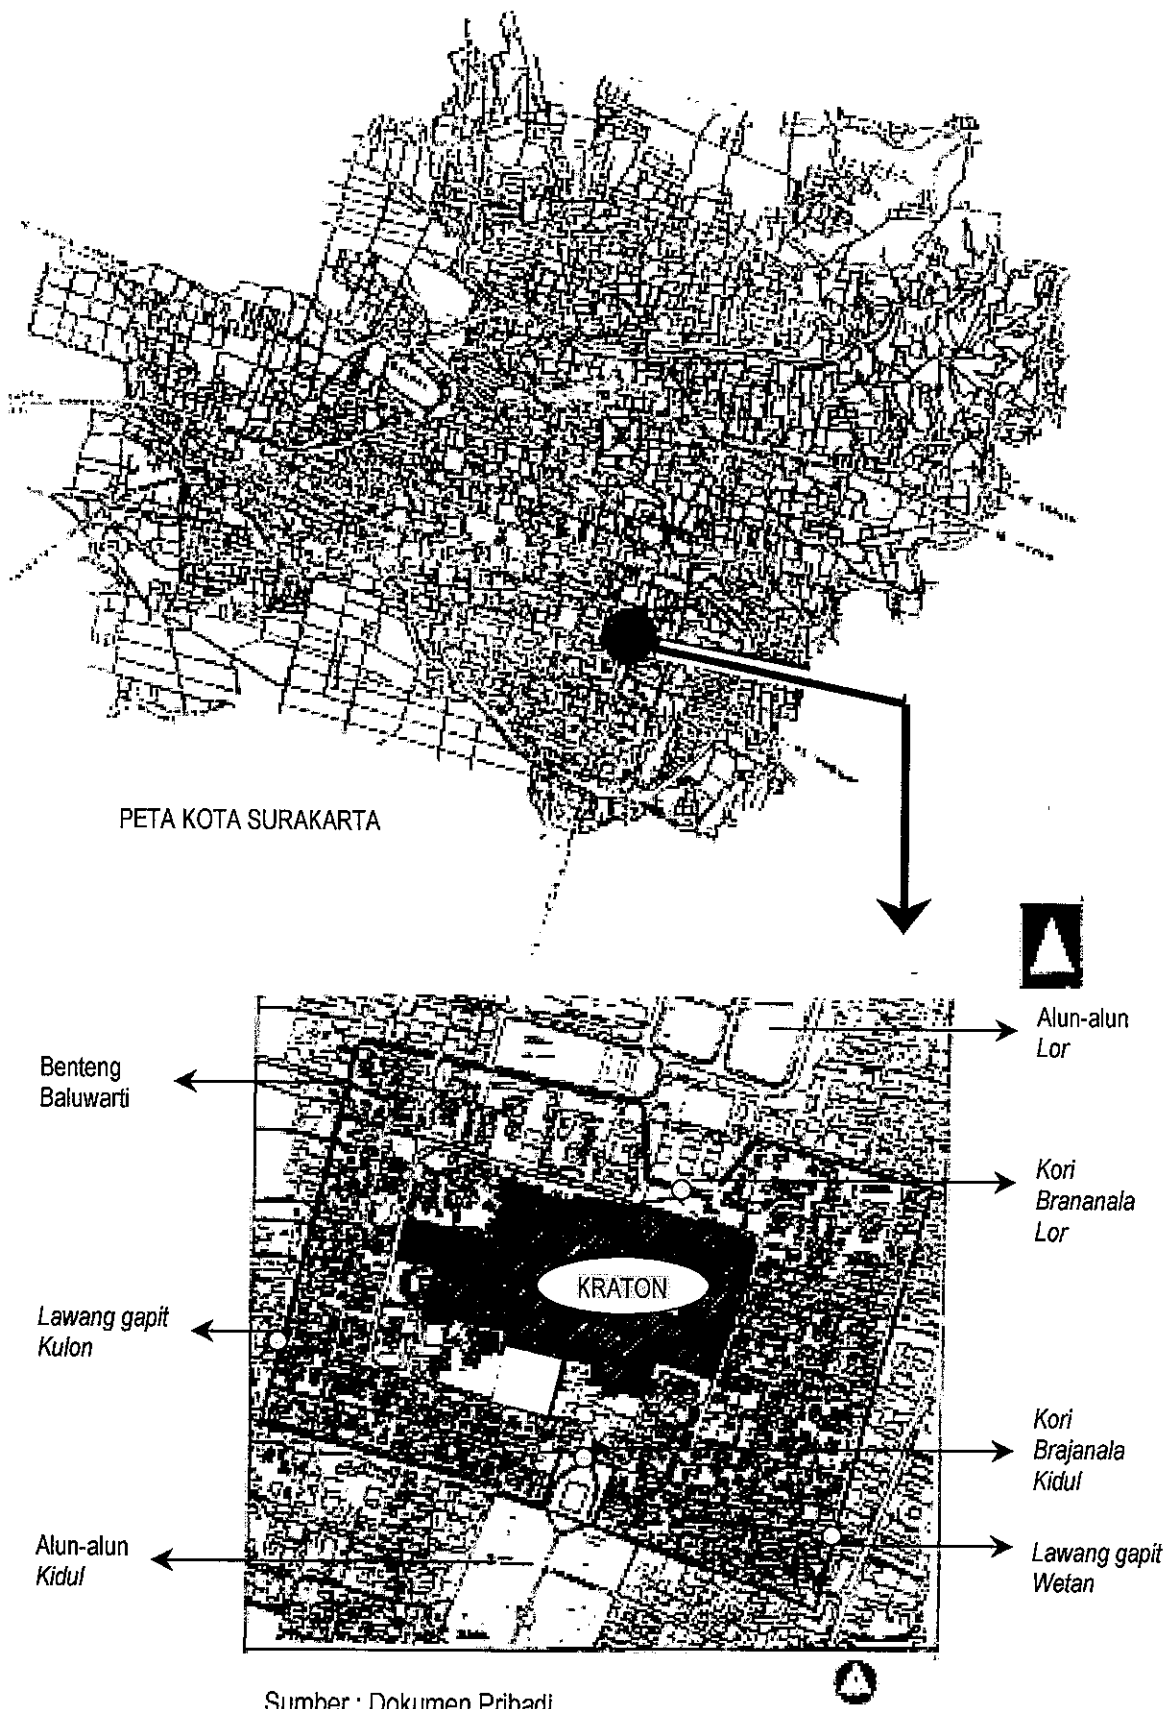 PETA KOTA SURAKARTA
Alun-alun
Lor
Benteng
Baluwarti
Kori
Brananala
Lor
KRATON
Lawang gapit
Kulon
Kori
Brajanala
Kidul
Alun-alun
Kidul
Lawang gapit
Wetan
Sumber : Dokumen Pribadi